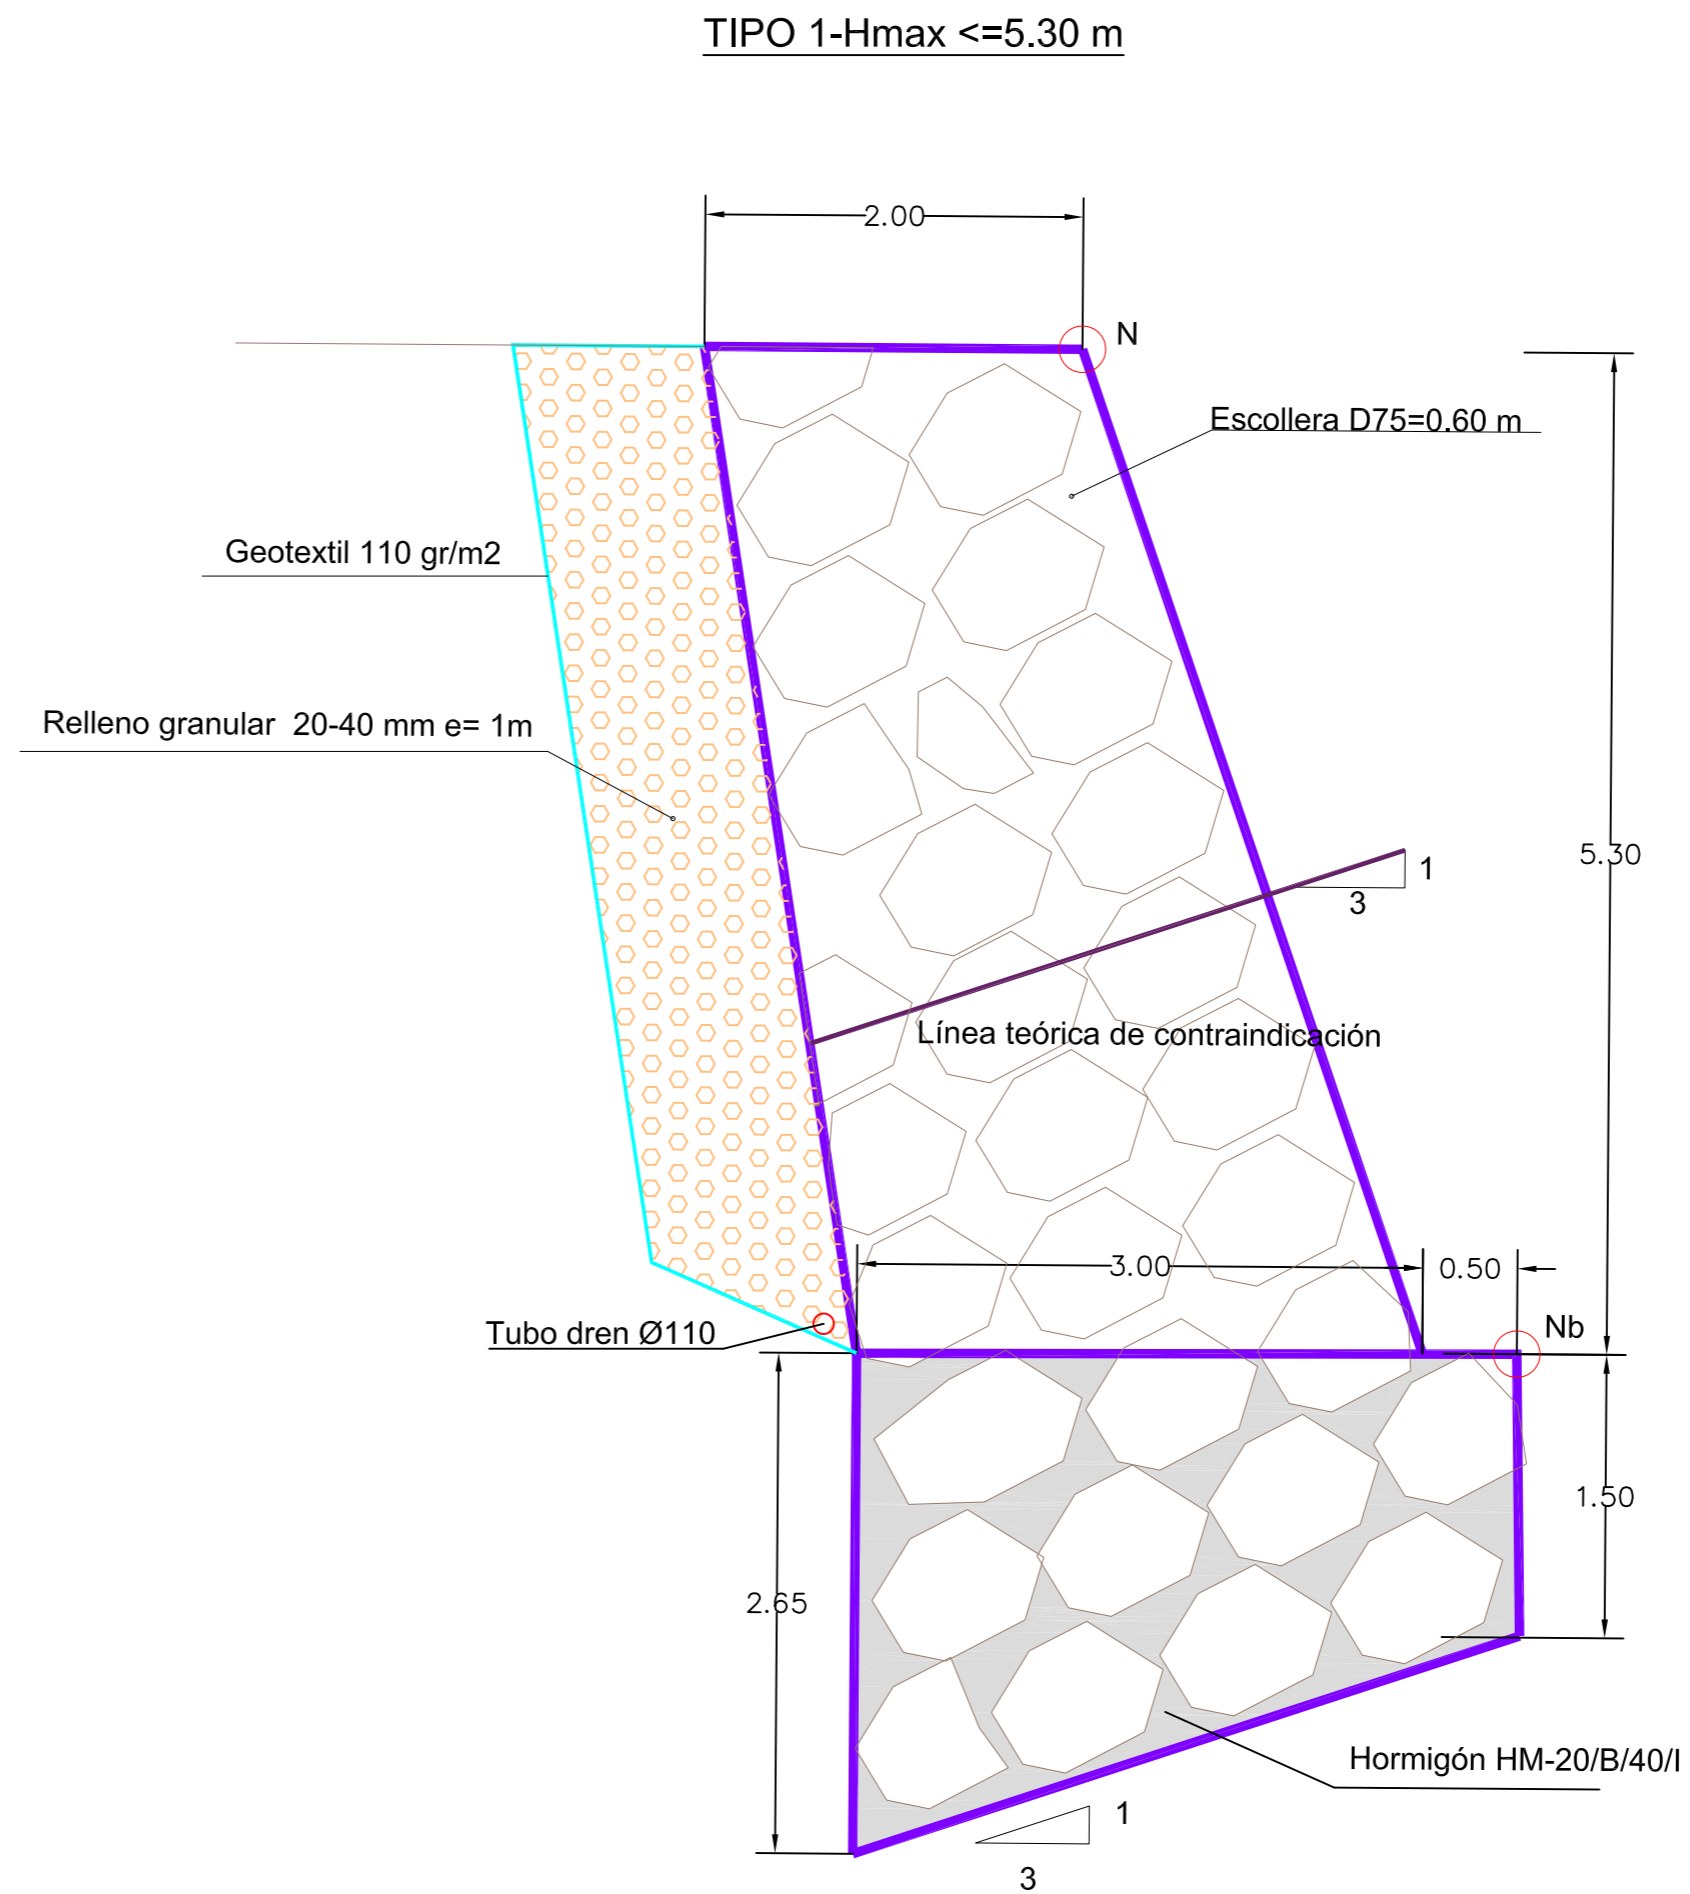 TIPO 1-Hmax <=5.30 m
2.00
N
Escollera D75=0.60 m
Geotextil 110 gr/m2
Relleno granular  20-40 mm e= 1m
5.30
1
3
Línea teórica de contraindicación
3.00
0.50
Tubo dren Ø110
Nb
1.50
2.65
Hormigón HM-20/B/40/I
1
3